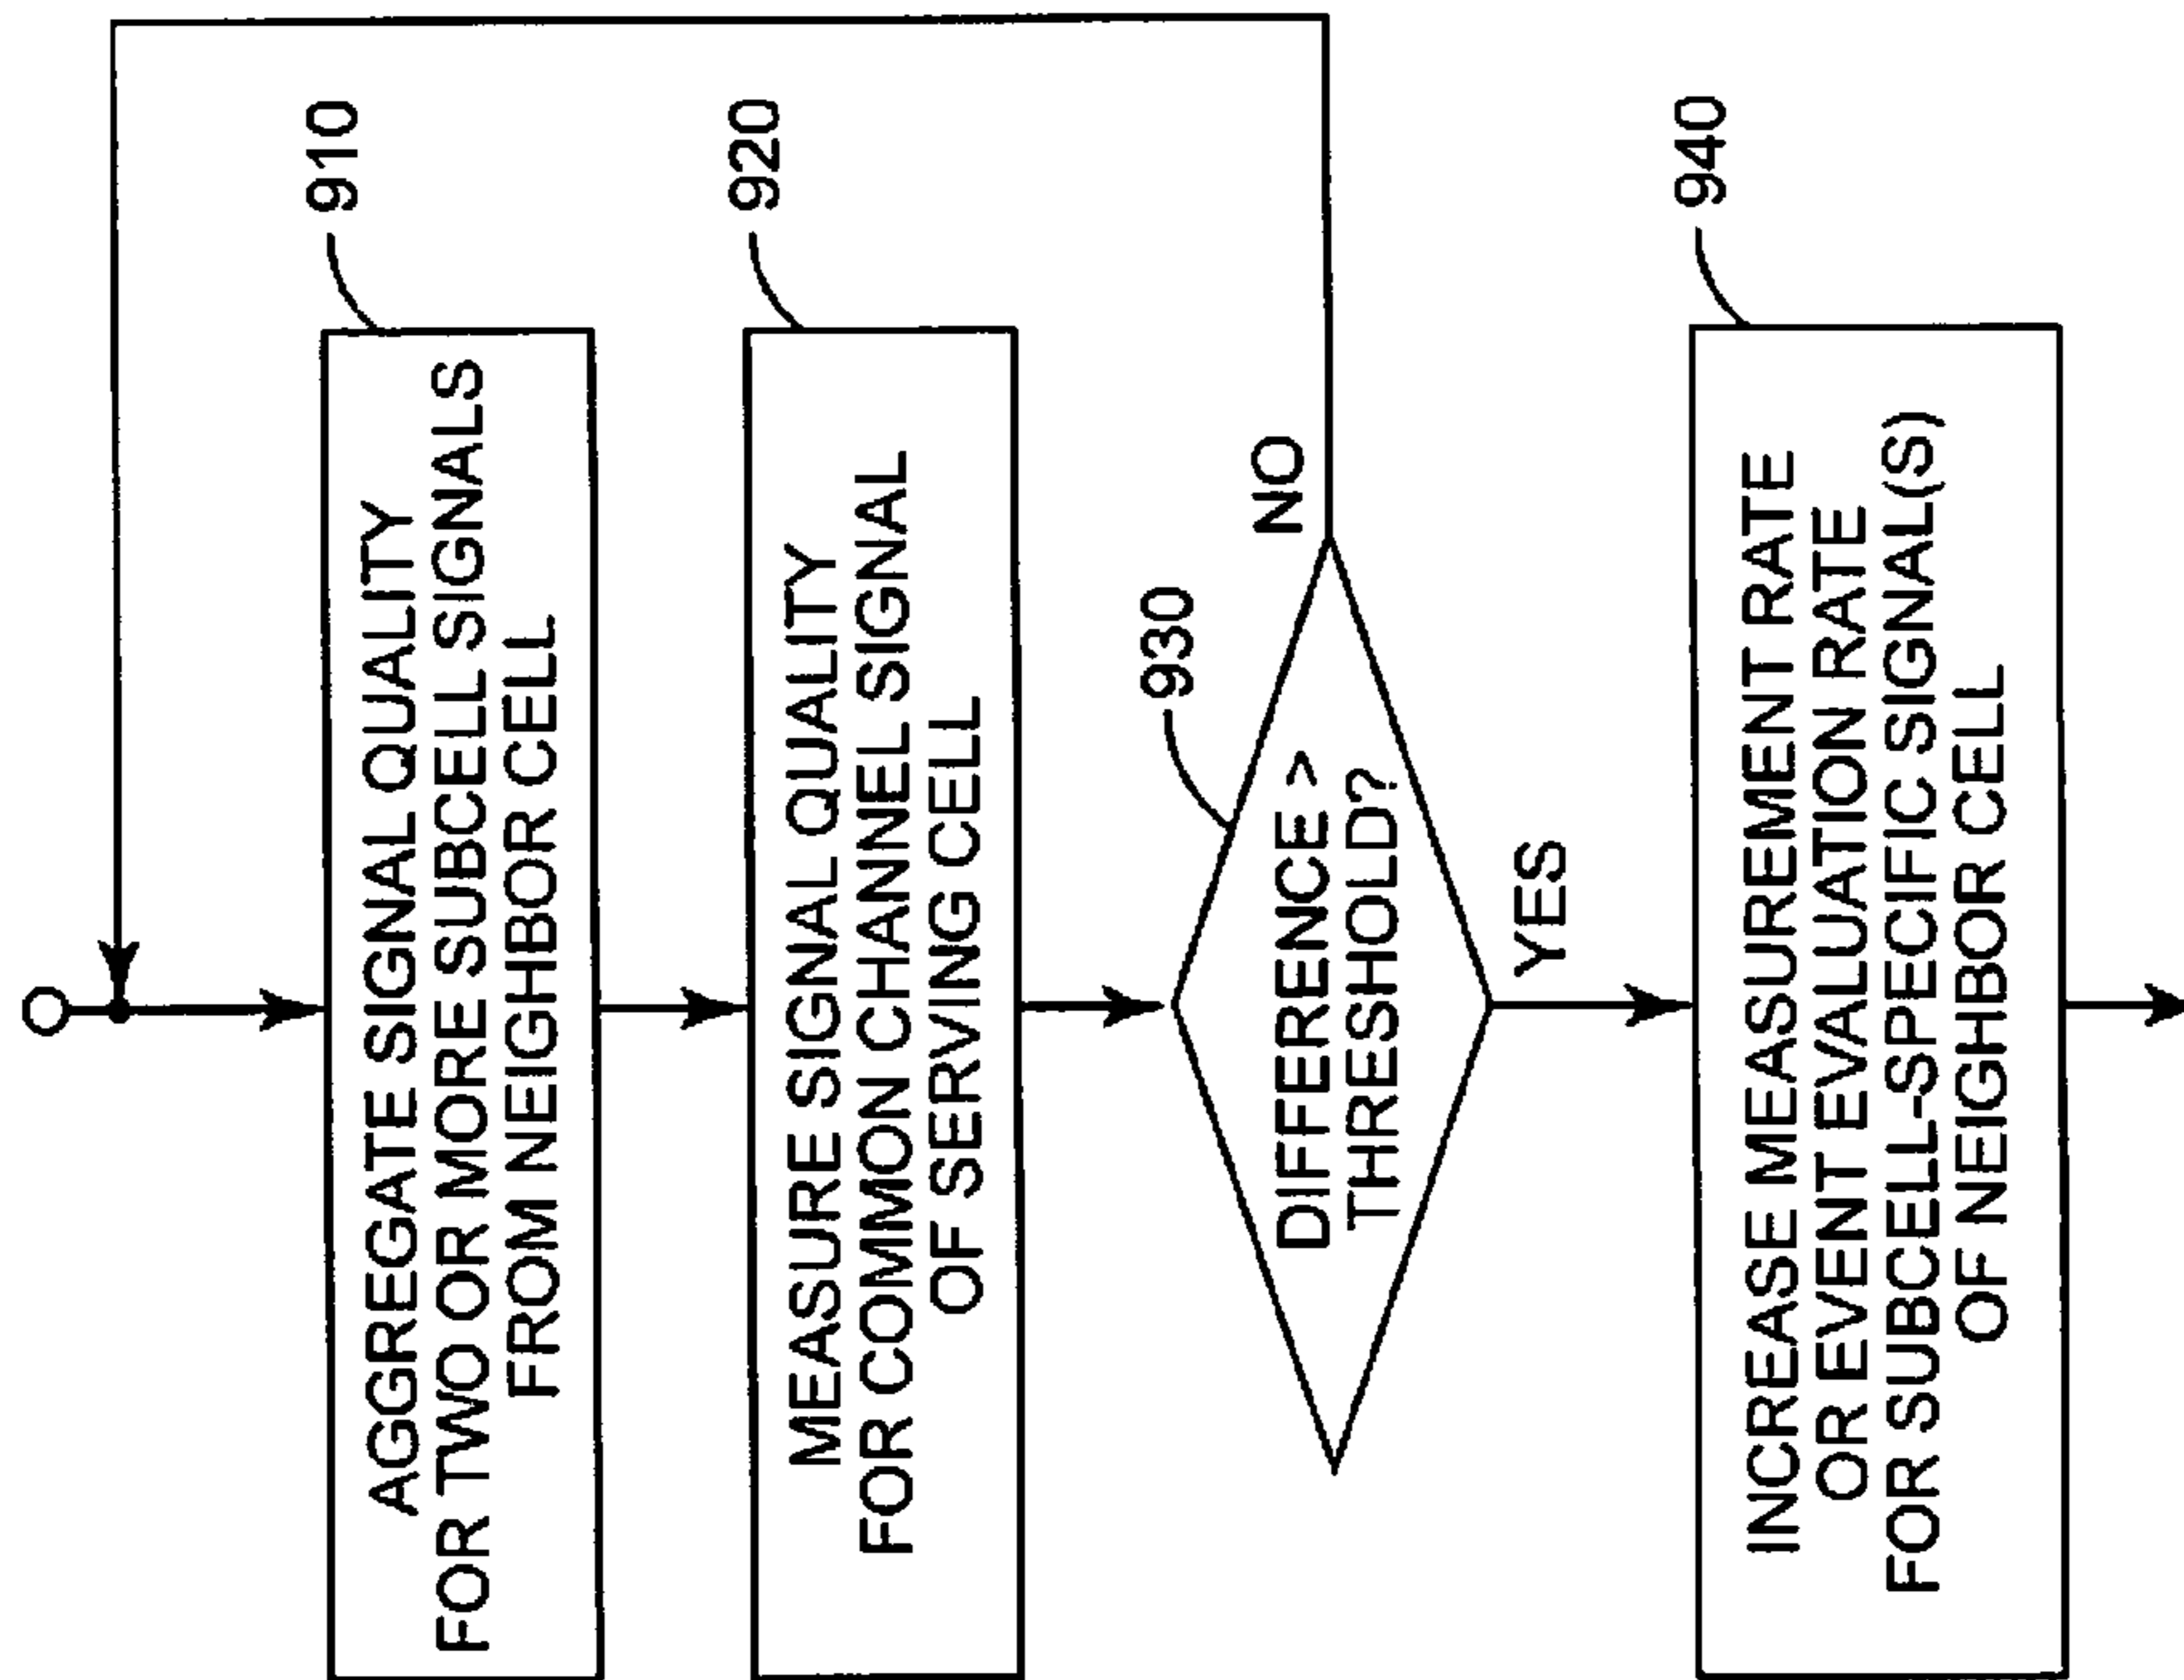 910
AGGREGATE SIGNAL QUALITY
FOR TWO OR MORE SUBCELL SIGNALS
FROM NEIGHBOR CELL
920
MEASURE SIGNAL QUALITY
FOR COMMON CHANNEL SIGNAL
OF SERVING CELL
930
DIFFERENCE >
THRESHOLD?
NO
YES
940
INCREASE MEASUREMENT RATE
OR EVENT EVALUATION RATE
FOR SUBCELL-SPECIFIC SIGNAL(S)
OF NEIGHBOR CELL